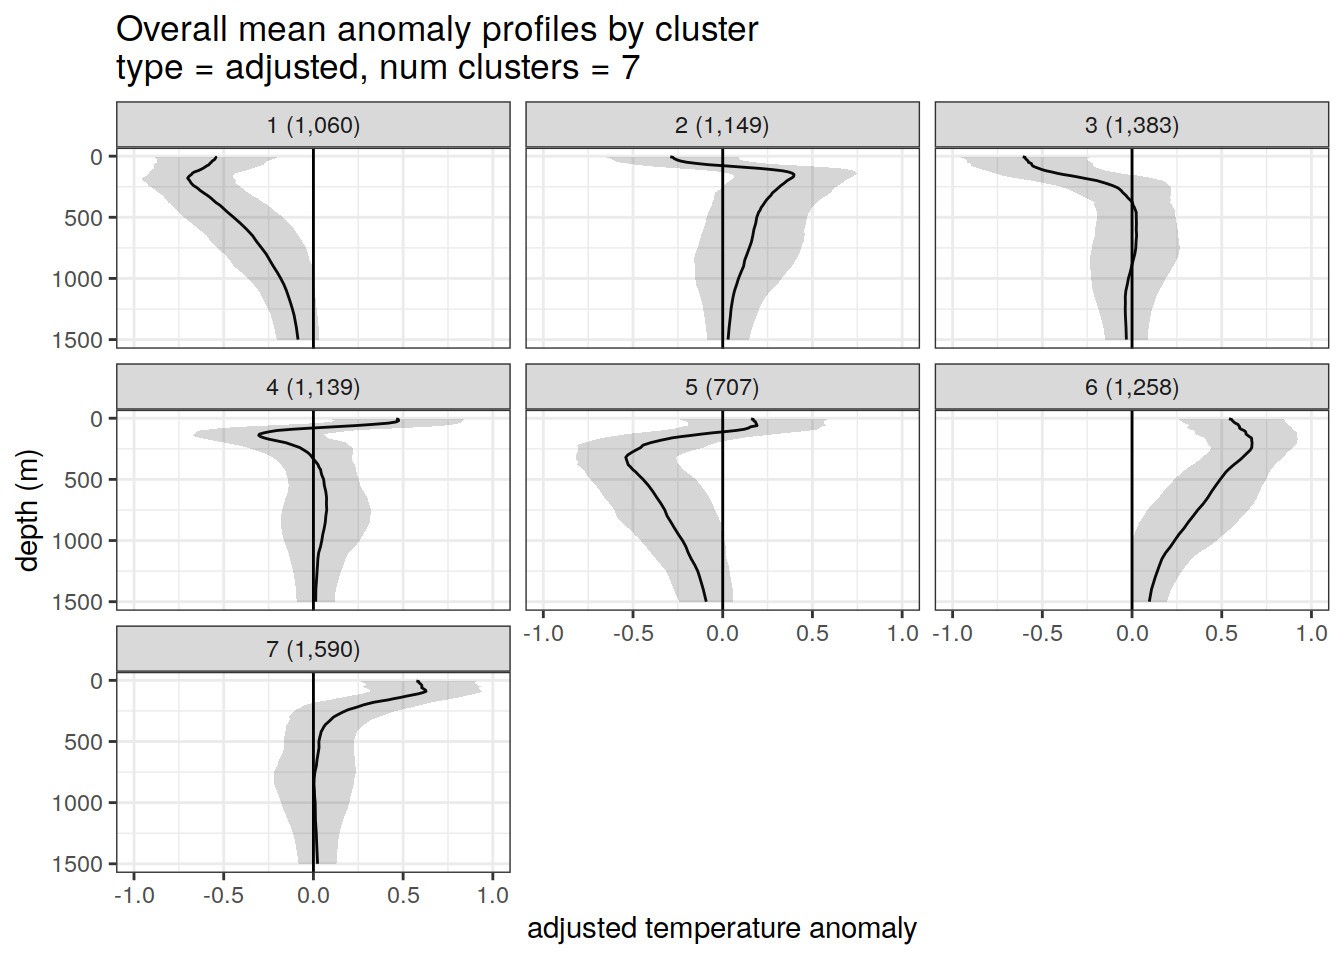 Overall mean anomaly profiles by cluster
type = adjusted, num clusters = 7
1 (1,060)
2 (1,149)
3 (1,383)
0
500
1000
1500
4 (1,139)
5 (707)
6 (1,258)
0
500
1000
1500
depth (m)
-1.0 -0.5 0.0 0.5 1.0
-1.0 -0.5 0.0 0.5 1.0
7 (1,590)
0
500
1000
1500
-1.0 -0.5 0.0 0.5 1.0
adjusted temperature anomaly